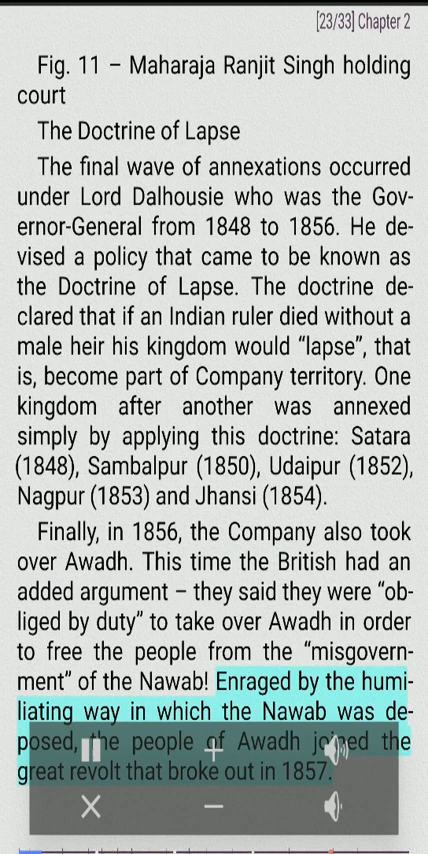 [23/33] Chapter 2
Fig. 11 – Maharaja Ranjit Singh holding
court
The Doctrine of Lapse
The final wave of annexations occurred
under Lord Dalhousie who was the Gov-
ernor-General from 1848 to 1856. He de-
vised a policy that came to be known as
the Doctrine of Lapse. The doctrine de-
clared that if an Indian ruler died without a
male heir his kingdom would “lapse”, that
is, become part of Company territory. One
kingdom after another was annexed
simply by applying this doctrine: Satara
(1848), Sambalpur (1850), Udaipur (1852),
Nagpur (1853) and Jhansi (1854).
Finally, in 1856, the Company also took
over Awadh. This time the British had an
added argument – they said they were “ob-
liged by duty” to take over Awadh in order
to free the people from the “misgovern-
ment” of the Nawab! Enraged by the humi-
liating way in which the Nawab was de-
posed, the people of Awadh joined the
great revolt that broke out in 1857.